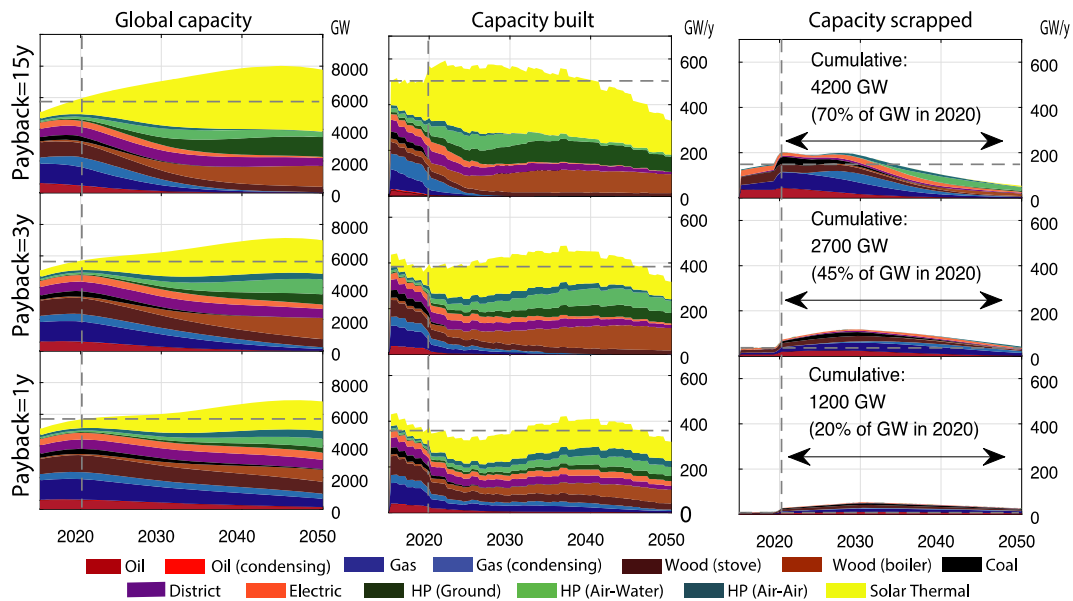 Global capacity GW Capacity built GW/y Capacity scrapped GW/y
Payback=15y
8000
6000
4000
2000
0
600
400
200
0
Cumulative:
4200 GW
(70% of GW in 2020)
600
400
200
0
Payback=3y
8000
6000
4000
2000
0
600
400
200
0
Cumulative:
2700 GW
(45% of GW in 2020)
600
400
200
0
Payback=1y
8000
6000
4000
2000
0
600
400
200
0
Cumulative:
1200 GW
(20% of GW in 2020)
600
400
200
0
2020 2030 2040 2050 2020 2030 2040 2050 2020 2030 2040 2050
Oil Oil (condensing) Gas Gas (condensing) Wood (stove) Wood (boiler) Coal
District Electric HP (Ground) HP (Air-Water) HP (Air-Air) Solar Thermal